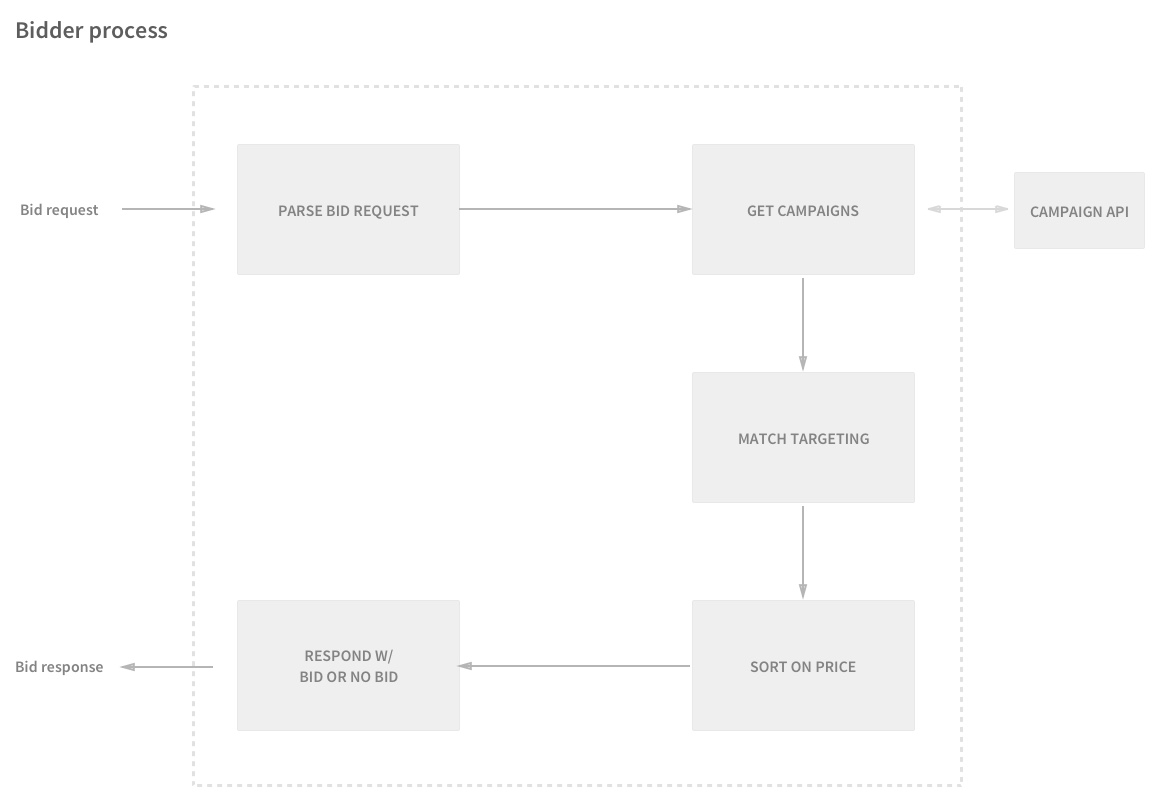 Bidder process
Bid request
PARSE BID REQUEST
GET CAMPAIGNS
CAMPAIGN API
MATCH TARGETING
Bid response
RESPOND W/
BID OR NO BID
SORT ON PRICE